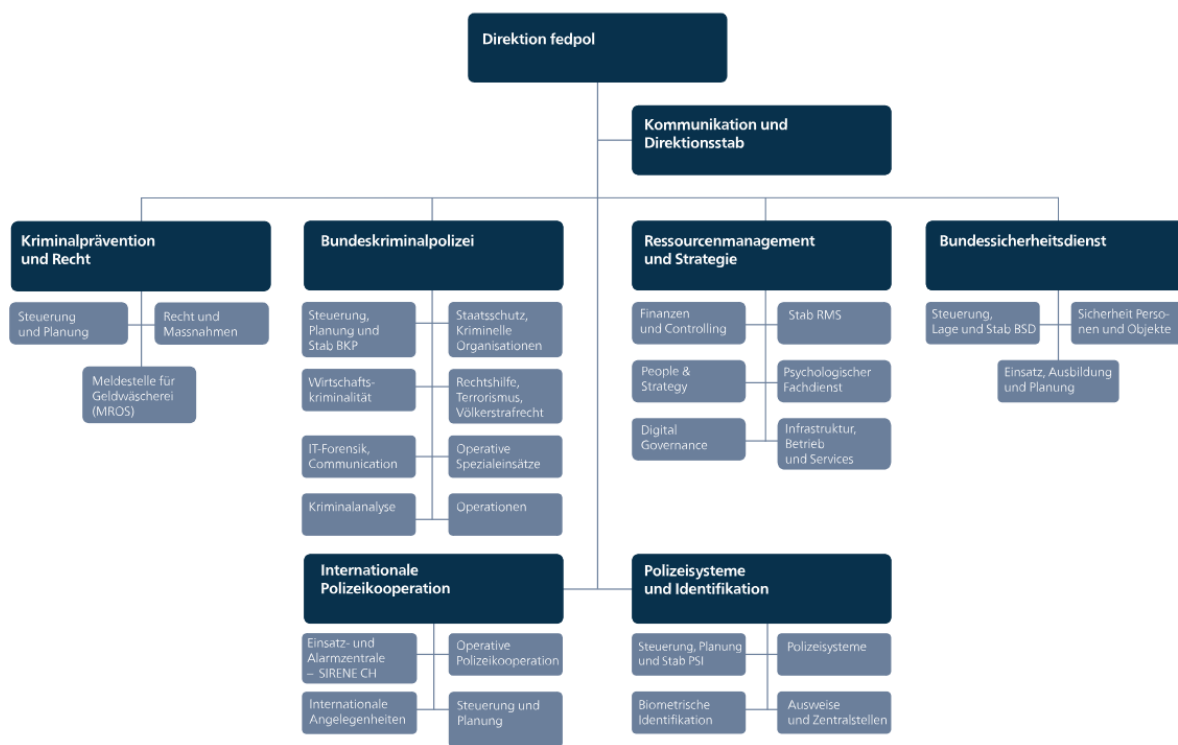 Direktion fedpol
Kommunikation und
Direktionsstab
Kriminalprävention
und Recht
Steuerung
und Planung
Recht und
Massnahmen
Meldestelle für
Geldwäscherei
(MROS)
Bundeskriminalpolizei
Steuerung,
Planung und
Stab BKP
Staatsschutz,
Kriminelle
Organisationen
Wirtschafts-
kriminalität
Rechtshilfe,
Terrorismus,
Völkerstrafrecht
IT-Forensik,
Communication
Operative
Spezialeinsätze
Kriminalanalyse
Operationen
Ressourcenmanagement
und Strategie
Finanzen
und Controlling
Stab RMS
People &
Strategy
Psychologischer
Fachdienst
Digital
Governance
Infrastruktur,
Betrieb
und Services
Bundessicherheitsdienst
Steuerung,
Lage und Stab BSD
Sicherheit Perso-
nen und Objekte
Einsatz, Ausbildung
und Planung
Internationale
Polizeikooperation
Einsatz- und
Alarmzentrale
– SIRENE CH
Operative
Polizeikooperation
Internationale
Angelegenheiten
Steuerung und
Planung
Polizeisysteme
und Identifikation
Steuerung, Planung
und Stab PSI
Polizeisysteme
Biometrische
Identifikation
Ausweise
und Zentralstellen